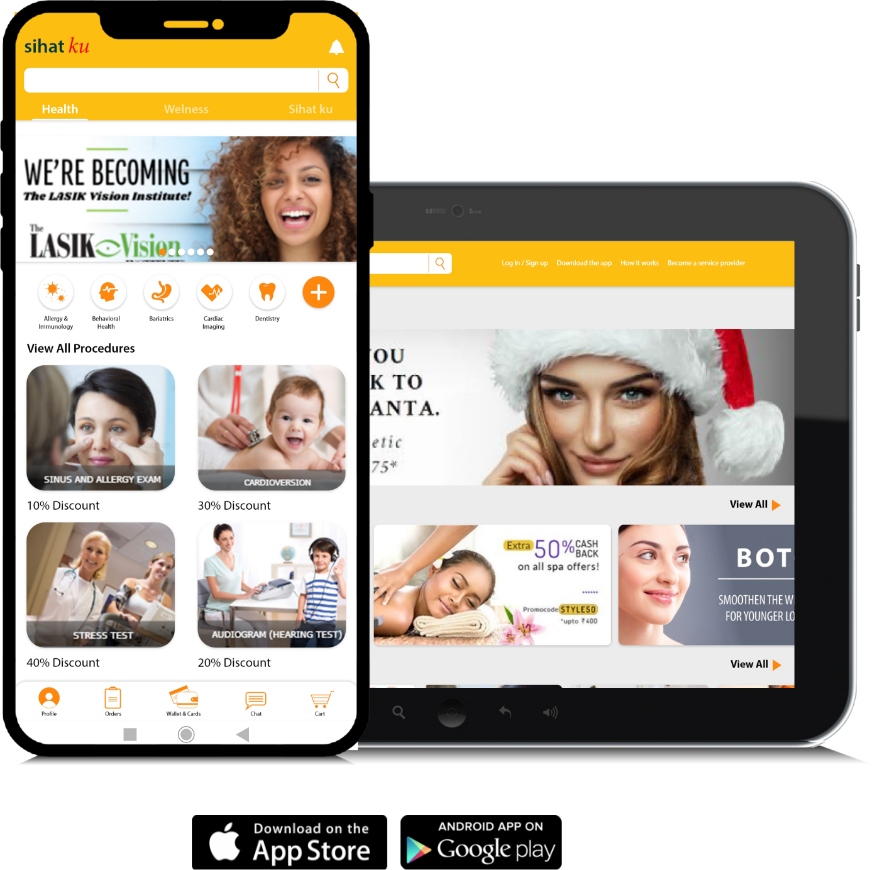 sihat ku
Health
Welness
Sihat ku
WE'RE BECOMING
The LASIK Vision Institute!
The
LASIK Vision
Allergy &
Immunology
Behavioral
Health
Bariatrics
Cardiac
Imaging
Dentistry
View All Procedures
SINUS AND ALLERGY EXAM
CARDIOVERSION
10% Discount
30% Discount
STRESS TEST
AUDIOGRAM (HEARING TEST)
40% Discount
20% Discount
Profile
Orders
Wallet & Cards
Chat
Cart
Log in / Sign up
Download the app
How it works
Become a service provider
OU
K TO
ANTA.
etic
75*
View All
Extra 50% CASH
BACK
on all spa offers!
Promocode STYLE50
*upto ₹400
BOT
SMOOTHEN THE W
FOR YOUNGER LO
View All
Download on the
App Store
ANDROID APP ON
Google play